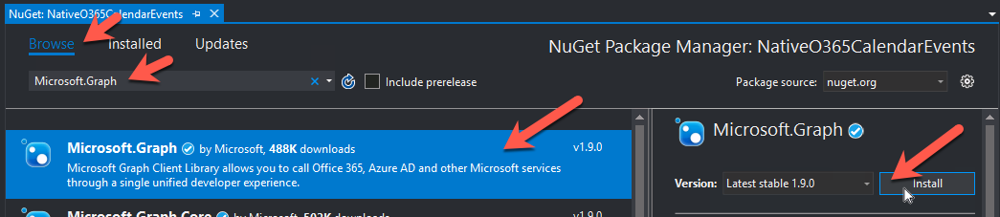 NuGet: NativeO365CalendarEvents
Browse Installed Updates
NuGet Package Manager: NativeO365CalendarEvents
Microsoft.Graph
Include prerelease
Package source: nuget.org
Microsoft.Graph by Microsoft, 488K downloads v1.9.0
Microsoft Graph Client Library allows you to call Office 365, Azure AD and other Microsoft services
through a single unified developer experience.
Microsoft.Graph.Core by Microsoft, 502K downloads v1.9.0
Microsoft.Graph
Version: Latest stable 1.9.0 Install